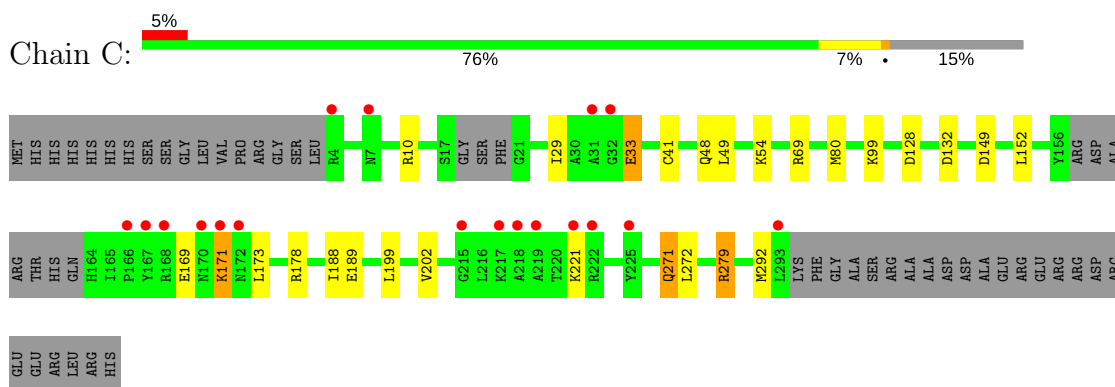 5%
Chain C:
76% 7% • 15%
MET HIS HIS HIS HIS HIS HIS SER SER GLY LEU VAL PRO ARG GLY SER LEU R4 N7 R10 S17 GLY SER PHE G21 I29 A30 A31 G32 E33 C41 Q48 L49 K54 R69 M80 K99 D128 D132 D149 L152 Y156 ARG ASP ALA
ARG THR HIS GLN H164 I165 P166 Y167 R168 E169 N170 K171 N172 L173 R178 I188 E189 L199 V202 G215 L216 K217 A218 A219 T220 K221 R222 Y225 Q271 L272 R279 M292 L293 LYS PHE GLY ALA SER ARG ALA ALA ASP ASP ALA GLU ARG GLU ARG ARG ARG ASP ARG
GLU GLU ARG LEU ARG HIS